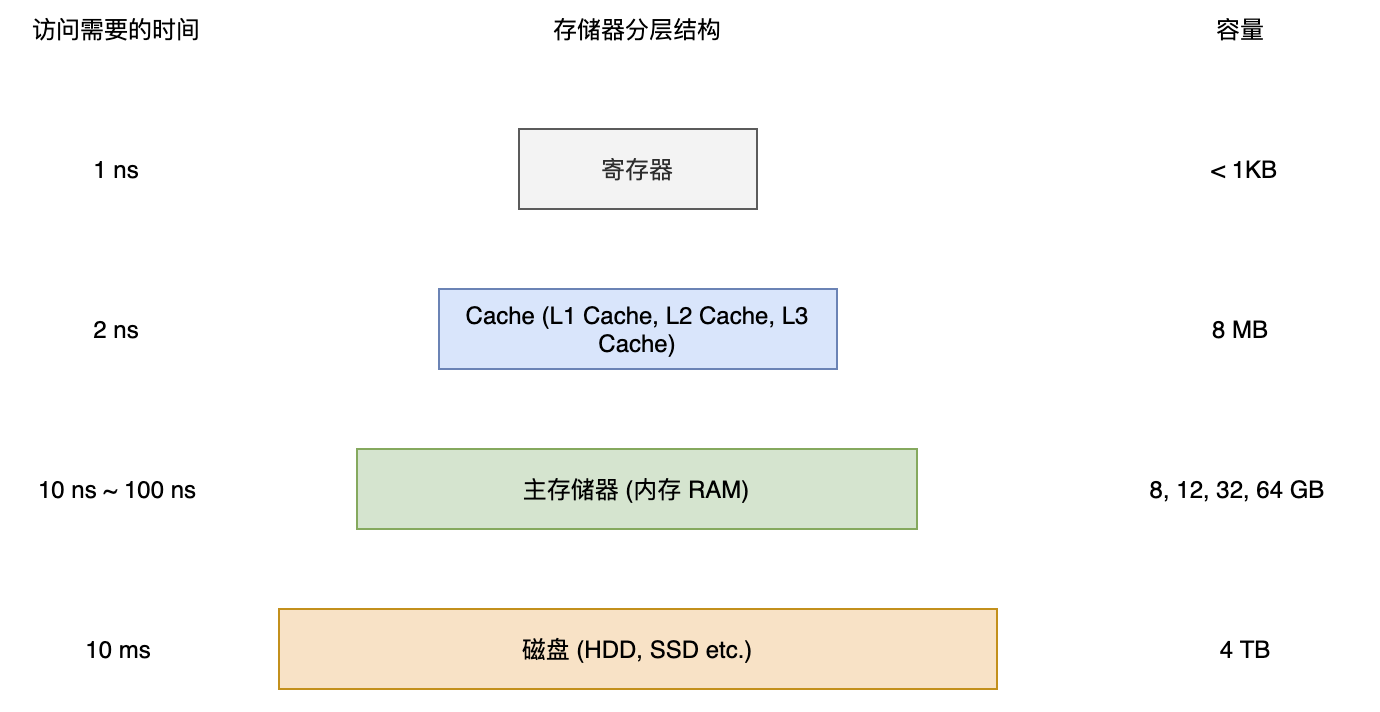 访问需要的时间 存储器分层结构 容量
1 ns 寄存器 < 1KB
Cache (L1 Cache, L2 Cache, L3
2 ns Cache) 8 MB
10 ns ~ 100 ns 主存储器 (内存 RAM) 8, 12, 32, 64 GB
10 ms 磁盘 (HDD, SSD etc.) 4 TB